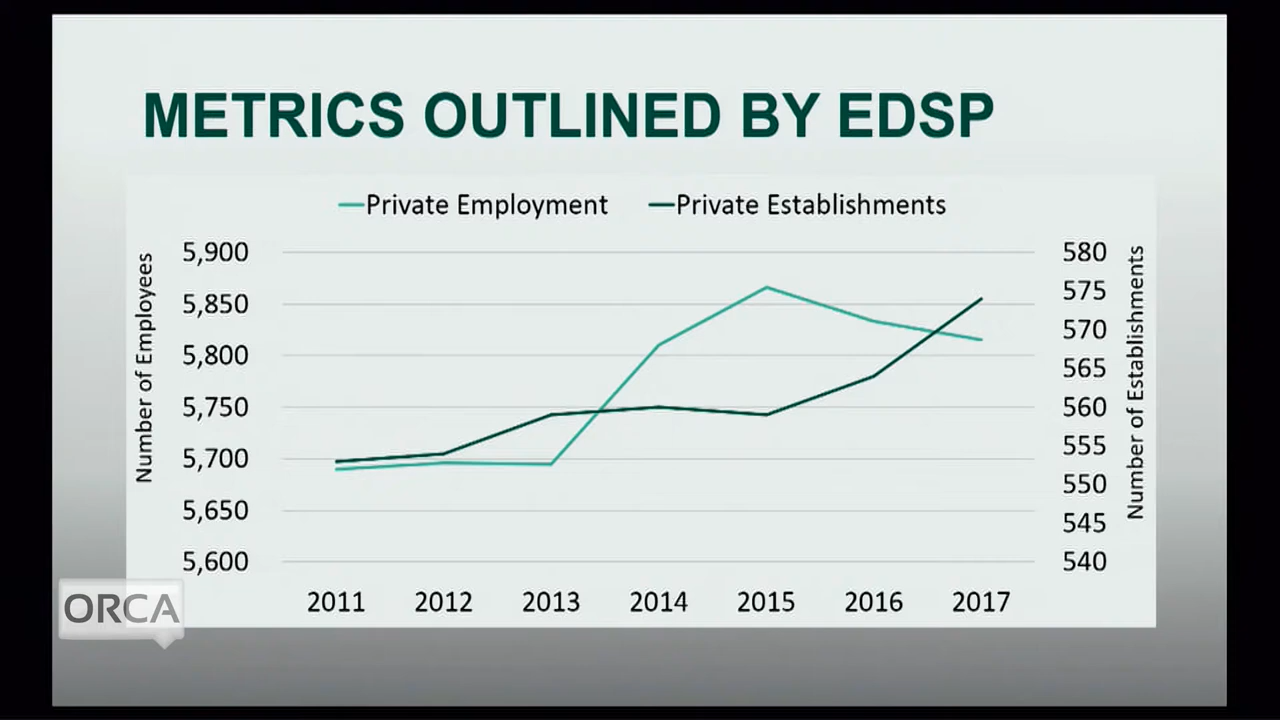 METRICS OUTLINED BY EDSP
Private Employment Private Establishments
Number of Employees
5,900
5,850
5,800
5,750
5,700
5,650
5,600
580
575
570
565
560
555
550
545
540
Number of Establishments
2011 2012 2013 2014 2015 2016 2017
ORCA